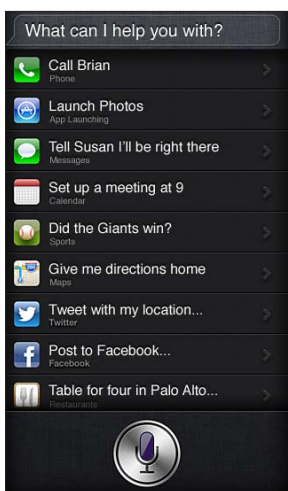 What can I help you with?
Call Brian
Phone
Launch Photos
App Launching
Tell Susan I'll be right there
Messages
Set up a meeting at 9
Calendar
Did the Giants win?
Sports
Give me directions home
Maps
Tweet with my location...
Twitter
Post to Facebook...
Facebook
Table for four in Palo Alto...
Restaurants